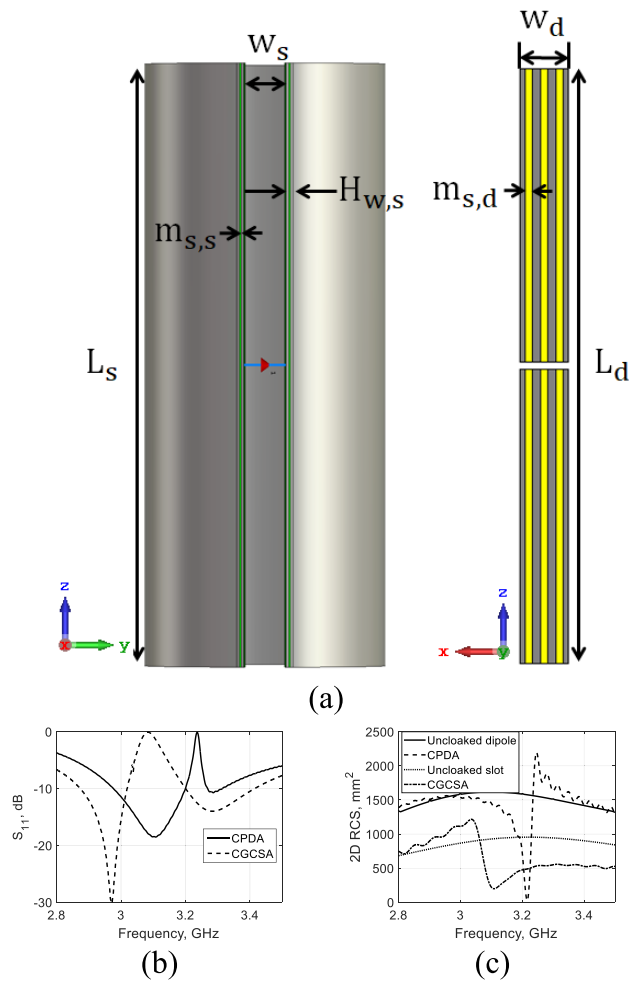 w_s
w_d
H_w,s
m_s,s
m_s,d
L_s
L_d
z
x
y
z
x
y
(a)
0
-10
-20
-30
S_11, dB
CPDA
CGCSA
2.8
3
3.2
3.4
Frequency, GHz
(b)
2500
2000
1500
1000
500
0
2D RCS, mm²
Uncloaked dipole
CPDA
Uncloaked slot
CGCSA
2.8
3
3.2
3.4
Frequency, GHz
(c)